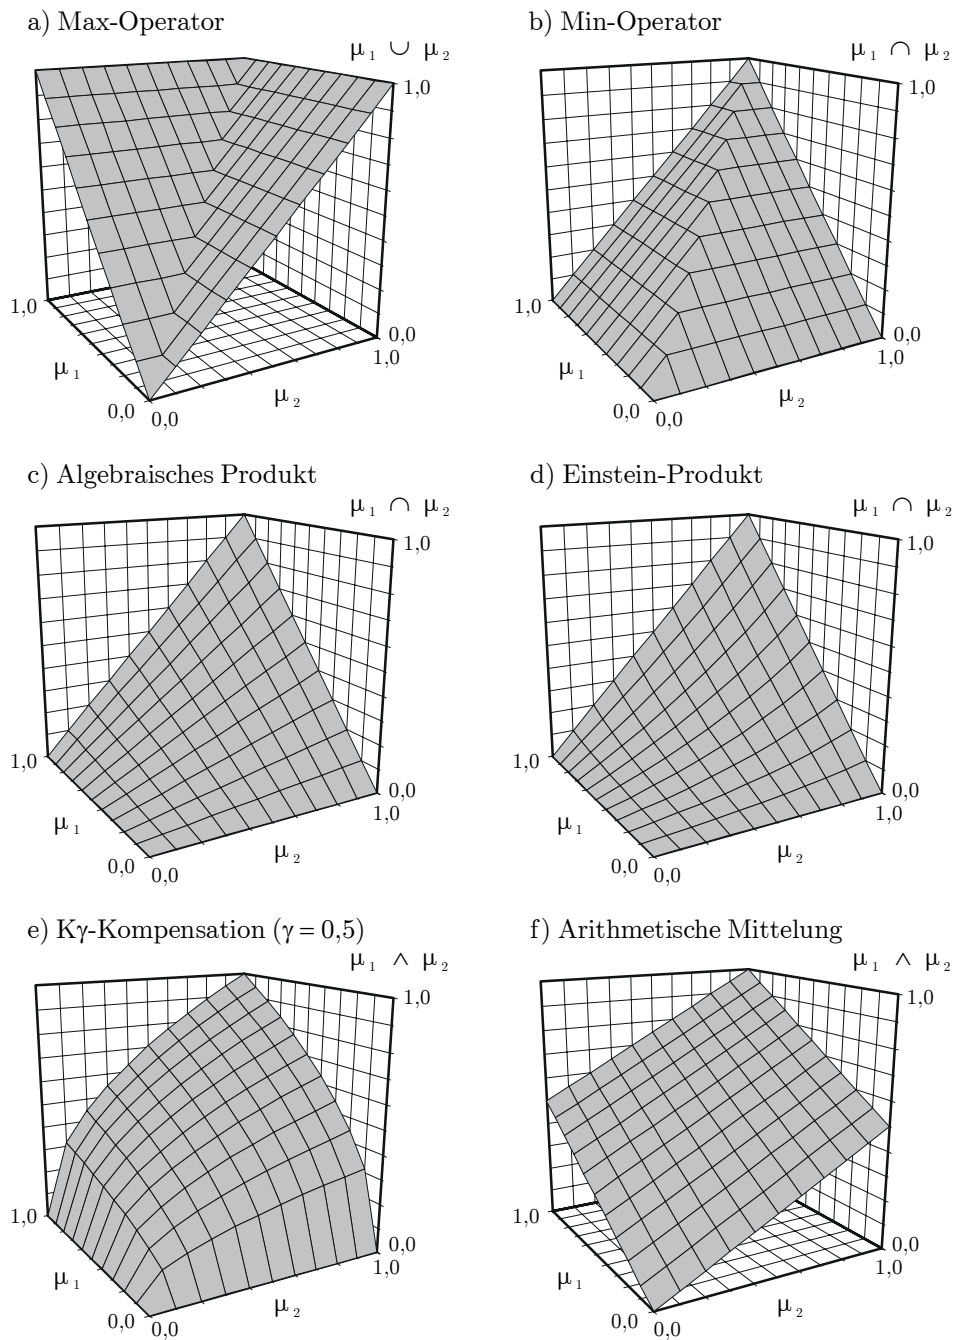 a) Max-Operator
μ₁ ∪ μ₂
1,0
1,0
0,0
1,0
μ₁
μ₂
0,0
0,0
b) Min-Operator
μ₁ ∩ μ₂
1,0
1,0
0,0
1,0
μ₁
μ₂
0,0
0,0
c) Algebraisches Produkt
μ₁ ∩ μ₂
1,0
1,0
0,0
1,0
μ₁
μ₂
0,0
0,0
d) Einstein-Produkt
μ₁ ∩ μ₂
1,0
1,0
0,0
1,0
μ₁
μ₂
0,0
0,0
e) Kγ-Kompensation (γ = 0,5)
μ₁ ∧ μ₂
1,0
1,0
0,0
1,0
μ₁
μ₂
0,0
0,0
f) Arithmetische Mittelung
μ₁ ∧ μ₂
1,0
1,0
0,0
1,0
μ₁
μ₂
0,0
0,0